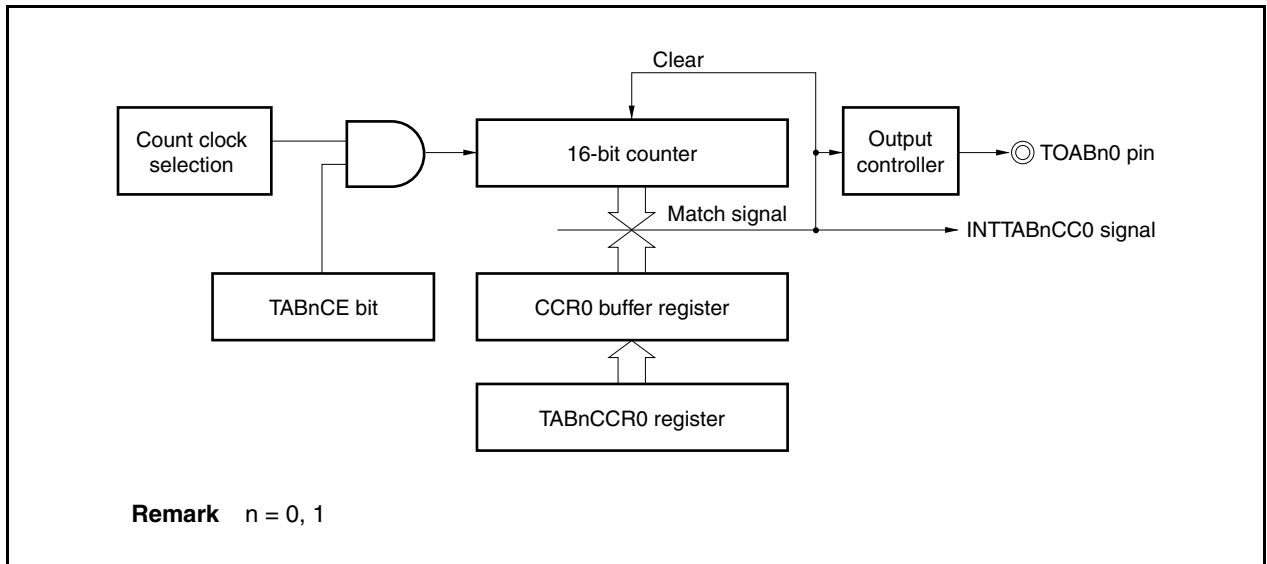 Clear
Count clock
selection
16-bit counter
Output
controller
TOABn0 pin
Match signal
INTTABnCC0 signal
TABnCE bit
CCR0 buffer register
TABnCCR0 register
Remark n = 0, 1